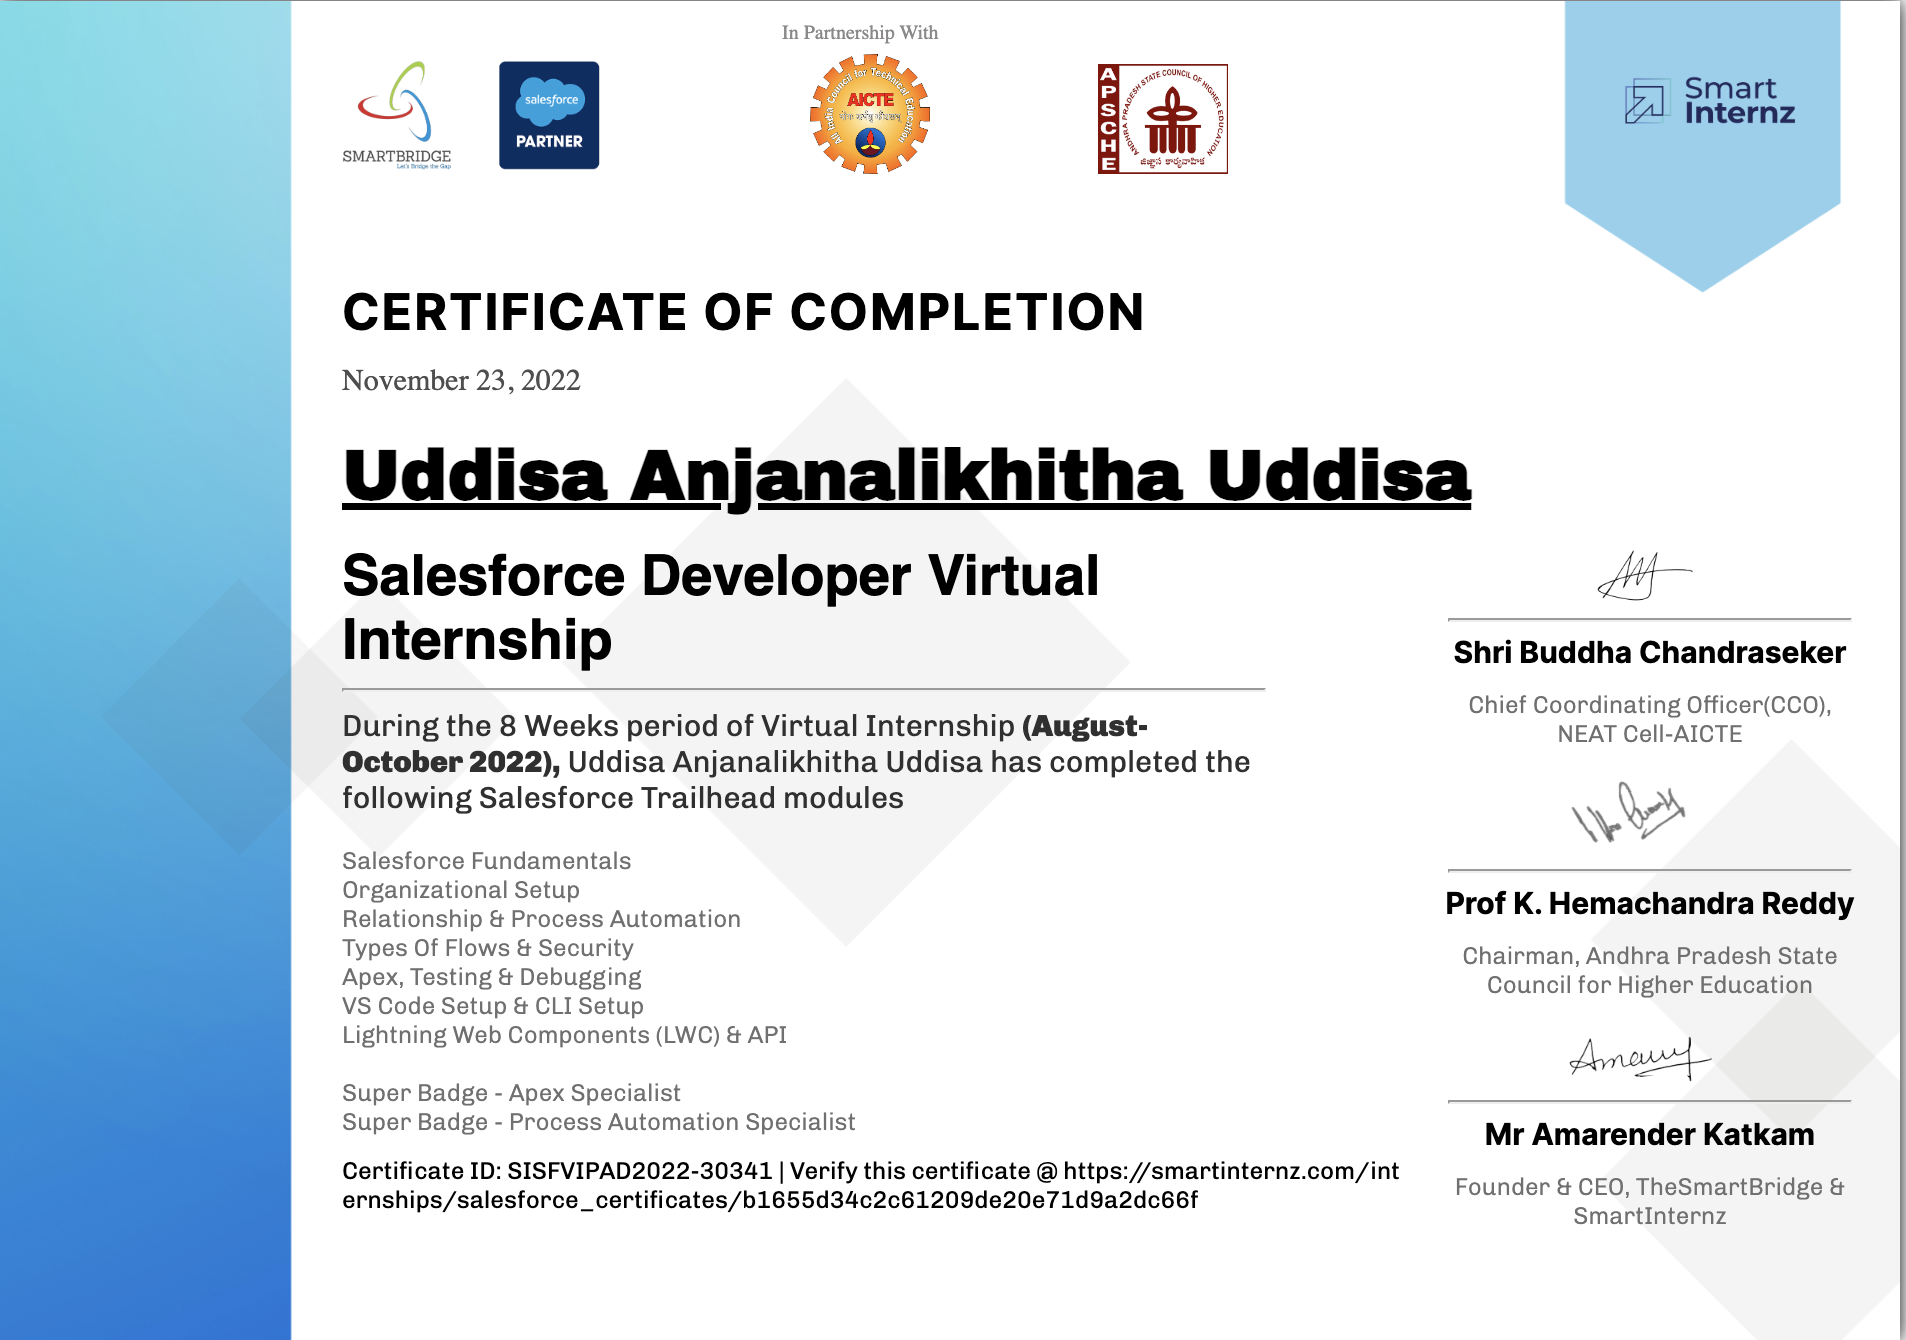 In Partnership With
SMARTBRIDGE
Let's Bridge the Gap
salesforce
PARTNER
All India Council for Technical Education
AICTE
APSCHE
ANDHRA PRADESH STATE COUNCIL OF HIGHER EDUCATION
Smart
Internz
CERTIFICATE OF COMPLETION
November 23, 2022
Uddisa Anjanalikhitha Uddisa
Salesforce Developer Virtual
Internship
During the 8 Weeks period of Virtual Internship (August-
October 2022), Uddisa Anjanalikhitha Uddisa has completed the
following Salesforce Trailhead modules
Salesforce Fundamentals
Organizational Setup
Relationship & Process Automation
Types Of Flows & Security
Apex, Testing & Debugging
VS Code Setup & CLI Setup
Lightning Web Components (LWC) & API
Super Badge - Apex Specialist
Super Badge - Process Automation Specialist
Certificate ID: SISFVIPAD2022-30341 | Verify this certificate @ https://smartinternz.com/int
ernships/salesforce_certificates/b1655d34c2c61209de20e71d9a2dc66f
Shri Buddha Chandraseker
Chief Coordinating Officer(CCO),
NEAT Cell-AICTE
Prof K. Hemachandra Reddy
Chairman, Andhra Pradesh State
Council for Higher Education
Mr Amarender Katkam
Founder & CEO, TheSmartBridge &
SmartInternz